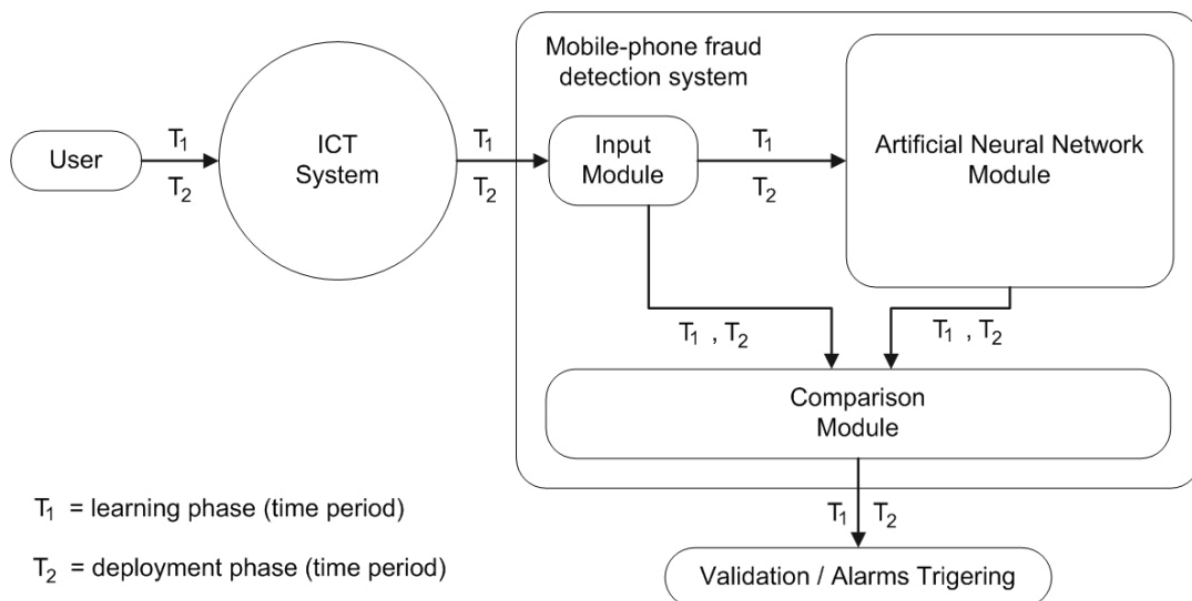 Mobile-phone fraud
detection system
User
T₁
T₂
ICT
System
T₁
T₂
Input
Module
T₁
T₂
Artificial Neural Network
Module
T₁ , T₂
T₁ , T₂
Comparison
Module
T₁ T₂
Validation / Alarms Trigering
T₁ = learning phase (time period)
T₂ = deployment phase (time period)